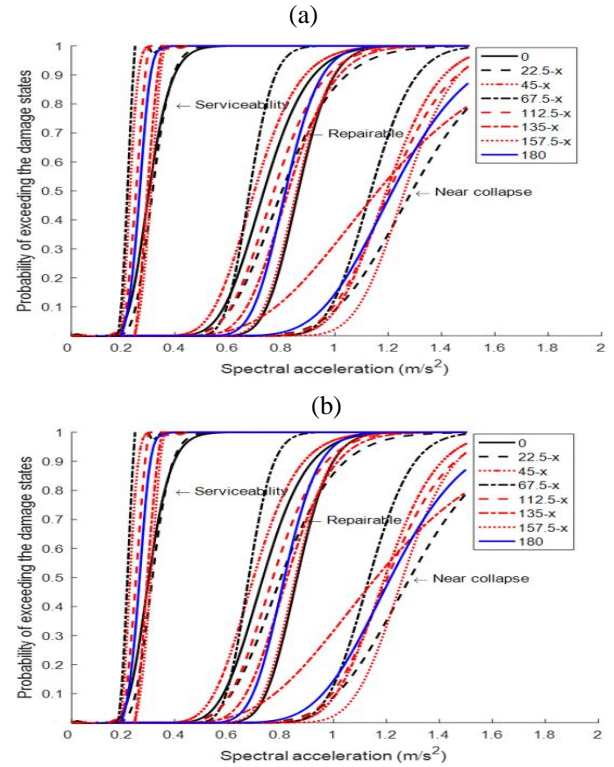 (a)
Probability of exceeding the damage states
1
0.9
0.8
0.7
0.6
0.5
0.4
0.3
0.2
0.1
0
0.2
0.4
0.6
0.8
1
1.2
1.4
1.6
1.8
2
Spectral acceleration (m/s²)
← Serviceability
← Repairable
← Near collapse
0
22.5-x
45-x
67.5-x
112.5-x
135-x
157.5-x
180
(b)
Probability of exceeding the damage states
1
0.9
0.8
0.7
0.6
0.5
0.4
0.3
0.2
0.1
0
0.2
0.4
0.6
0.8
1
1.2
1.4
1.6
1.8
2
Spectral acceleration (m/s²)
← Serviceability
← Repairable
← Near collapse
0
22.5-x
45-x
67.5-x
112.5-x
135-x
157.5-x
180